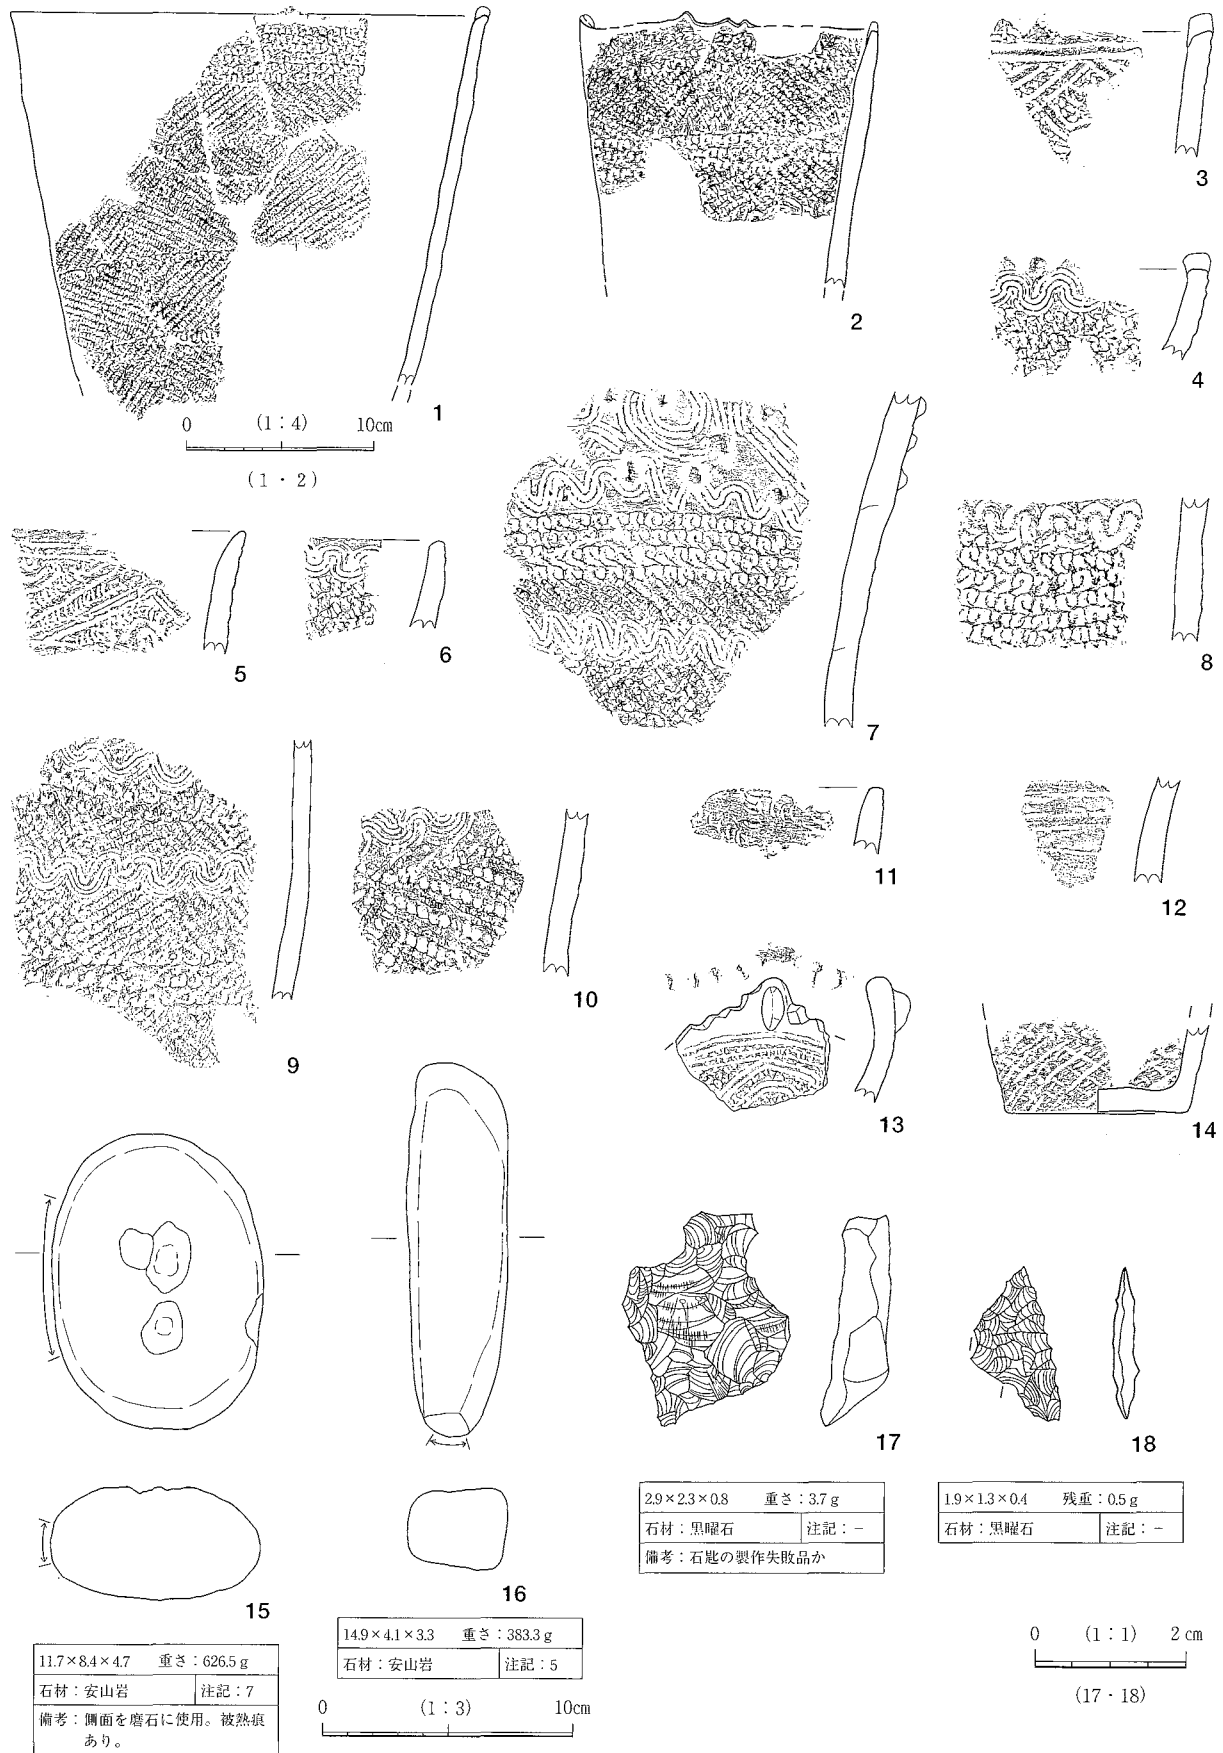 1
0 (1:4) 10cm
(1・2)
2
3
4
5
6
7
8
9
10
11
12
13
14
15
11.7×8.4×4.7 重さ:626.5g
石材:安山岩 注記:7
備考:側面を磨石に使用。被熱痕
あり。
16
14.9×4.1×3.3 重さ:383.3g
石材:安山岩 注記:5
0 (1:3) 10cm
17
2.9×2.3×0.8 重さ:3.7g
石材:黒曜石 注記:−
備考:石匙の製作失敗品か
18
1.9×1.3×0.4 残重:0.5g
石材:黒曜石 注記:−
0 (1:1) 2cm
(17・18)